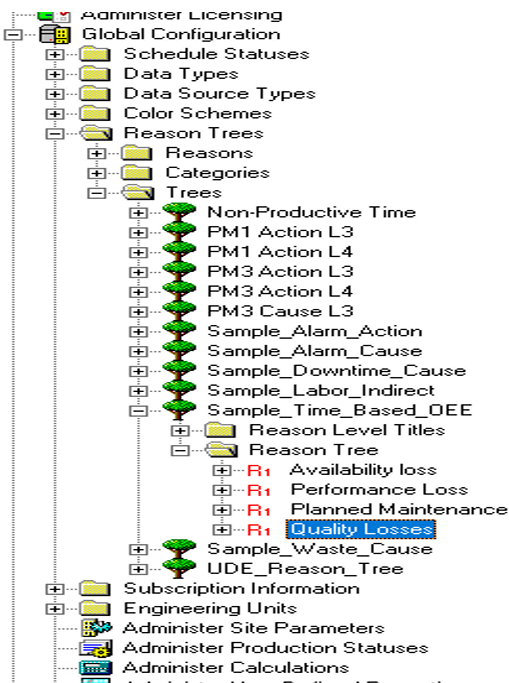 Administer Licensing
Global Configuration
Schedule Statuses
Data Types
Data Source Types
Color Schemes
Reason Trees
Reasons
Categories
Trees
Non-Productive Time
PM1 Action L3
PM1 Action L4
PM3 Action L3
PM3 Action L4
PM3 Cause L3
Sample_Alarm_Action
Sample_Alarm_Cause
Sample_Downtime_Cause
Sample_Labor_Indirect
Sample_Time_Based_OEE
Reason Level Titles
Reason Tree
R1 Availability loss
R1 Performance Loss
R1 Planned Maintenance
R1 Quality Losses
Sample_Waste_Cause
UDE_Reason_Tree
Subscription Information
Engineering Units
Administer Site Parameters
Administer Production Statuses
Administer Calculations